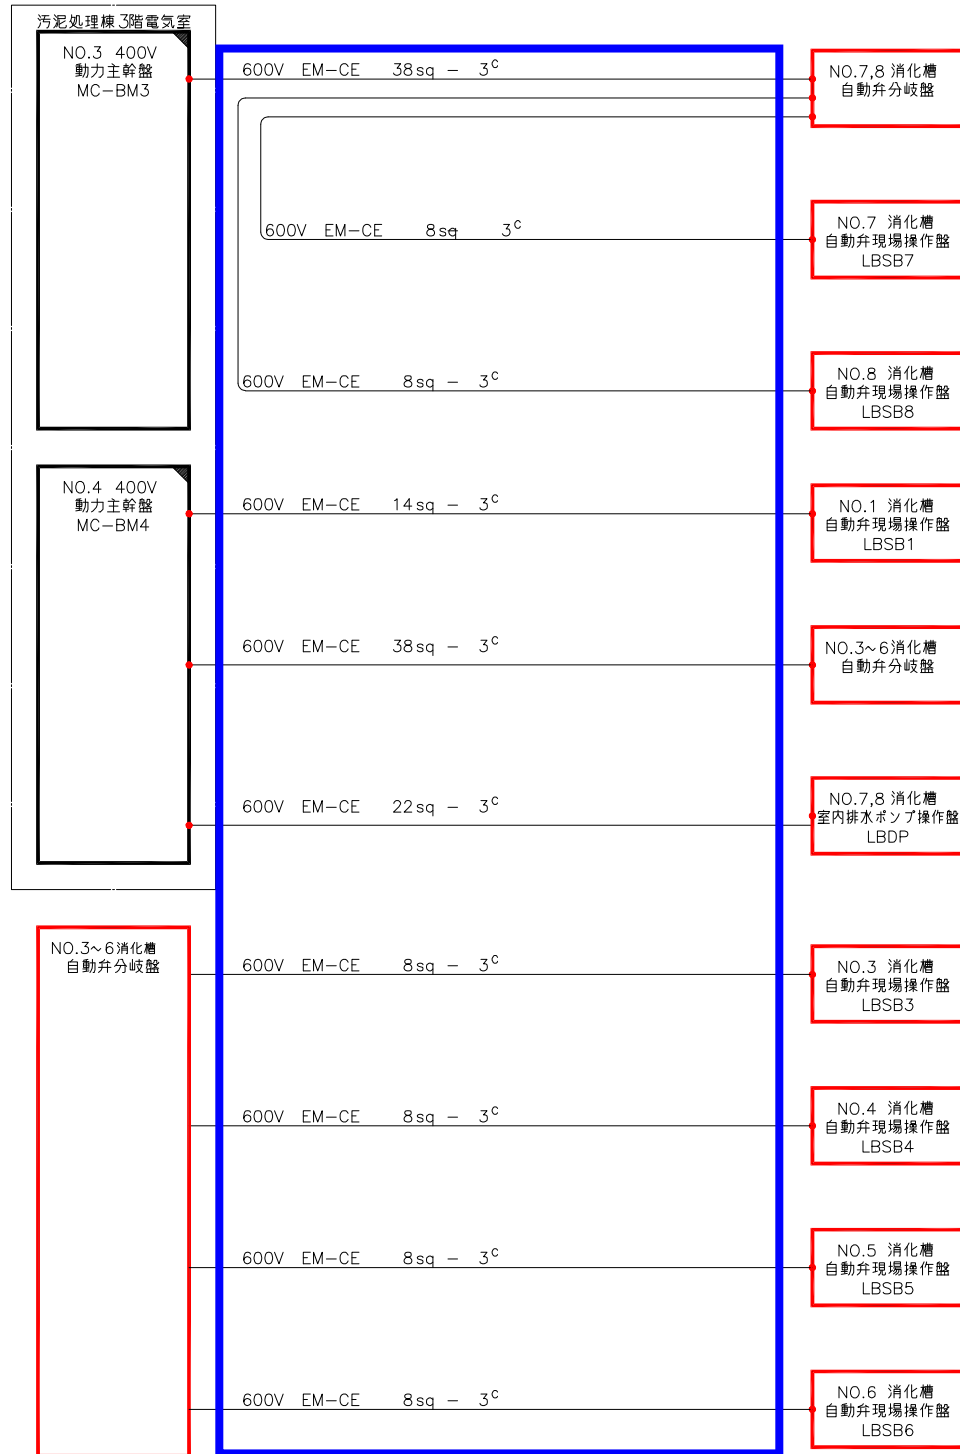 汚泥処理棟 3階電気室
NO.3 400V
動力主幹盤
MC-BM3
600V EM-CE 38sq - 3C
NO.7,8 消化槽
自動弁分岐盤
600V EM-CE 8sq 3C
NO.7 消化槽
自動弁現場操作盤
LBSB7
600V EM-CE 8sq - 3C
NO.8 消化槽
自動弁現場操作盤
LBSB8
NO.4 400V
動力主幹盤
MC-BM4
600V EM-CE 14sq - 3C
NO.1 消化槽
自動弁現場操作盤
LBSB1
600V EM-CE 38sq - 3C
NO.3~6消化槽
自動弁分岐盤
600V EM-CE 22sq - 3C
NO.7,8 消化槽
室内排水ポンプ操作盤
LBDP
NO.3~6消化槽
自動弁分岐盤
600V EM-CE 8sq - 3C
NO.3 消化槽
自動弁現場操作盤
LBSB3
600V EM-CE 8sq - 3C
NO.4 消化槽
自動弁現場操作盤
LBSB4
600V EM-CE 8sq - 3C
NO.5 消化槽
自動弁現場操作盤
LBSB5
600V EM-CE 8sq - 3C
NO.6 消化槽
自動弁現場操作盤
LBSB6